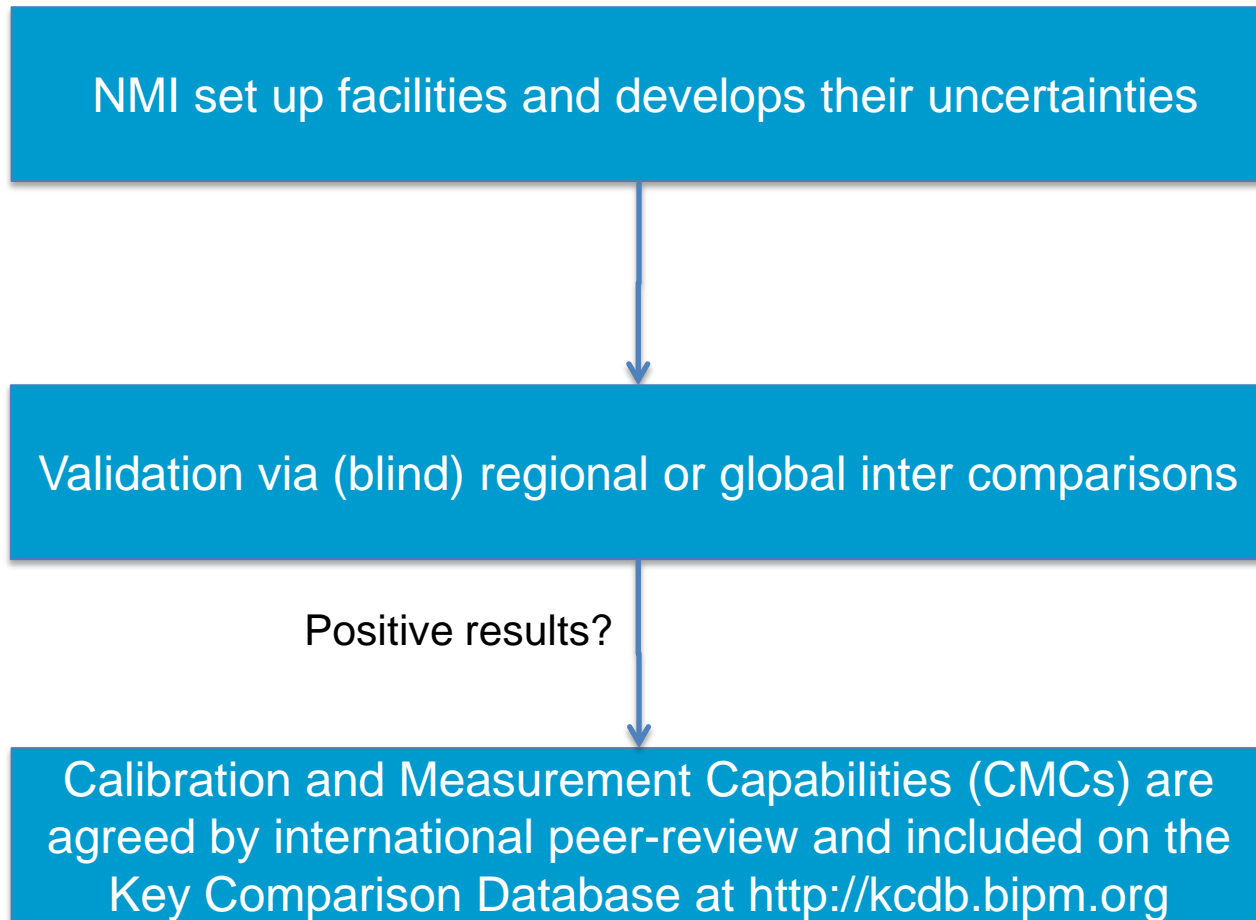 NMI set up facilities and develops their uncertainties
Validation via (blind) regional or global inter comparisons
Positive results?
Calibration and Measurement Capabilities (CMCs) are
agreed by international peer-review and included on the
Key Comparison Database at http://kcdb.bipm.org